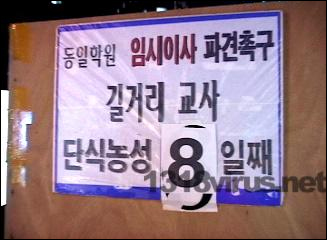 동일학원 임시이사 파견촉구
길거리 교사
단식농성 8 일째
1318virus.net